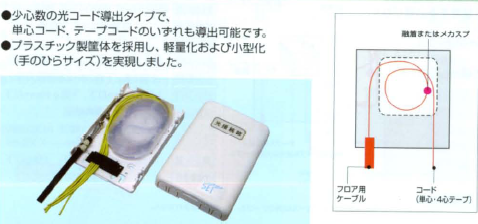 ●少心数の光コード導出タイプで、
単心コード、テープコードのいずれも導出可能です。
●プラスチック製筐体を採用し、軽量化および小型化
(手のひらサイズ)を実現しました。
融着またはメカスプ
光接続箱
フロア用
ケーブル
コード
(単心・4心テープ)